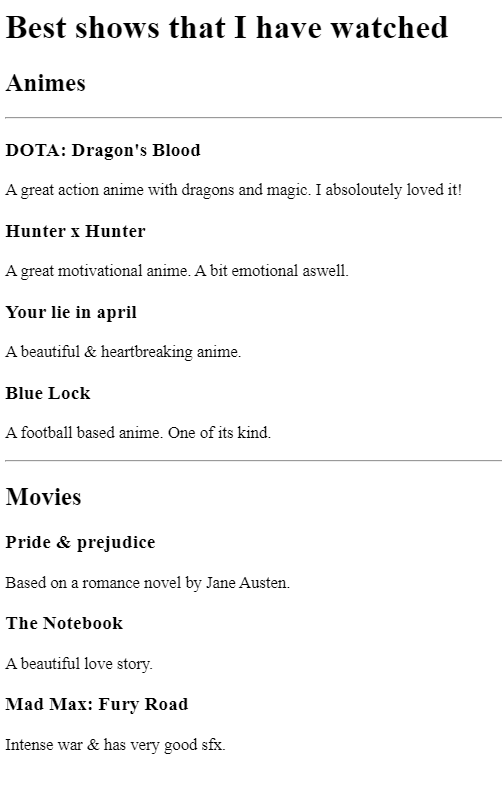 Best shows that I have watched
Animes
DOTA: Dragon's Blood
A great action anime with dragons and magic. I absoloutely loved it!
Hunter x Hunter
A great motivational anime. A bit emotional aswell.
Your lie in april
A beautiful & heartbreaking anime.
Blue Lock
A football based anime. One of its kind.
Movies
Pride & prejudice
Based on a romance novel by Jane Austen.
The Notebook
A beautiful love story.
Mad Max: Fury Road
Intense war & has very good sfx.